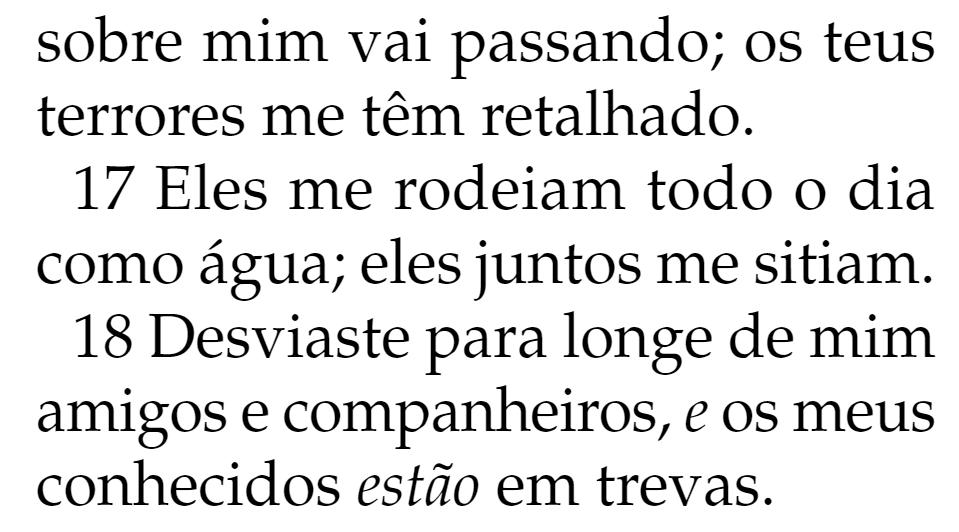 sobre mim vai passando; os teus
terrores me têm retalhado.
17 Eles me rodeiam todo o dia
como água; eles juntos me sitiam.
18 Desviaste para longe de mim
amigos e companheiros, e os meus
conhecidos estão em trevas.